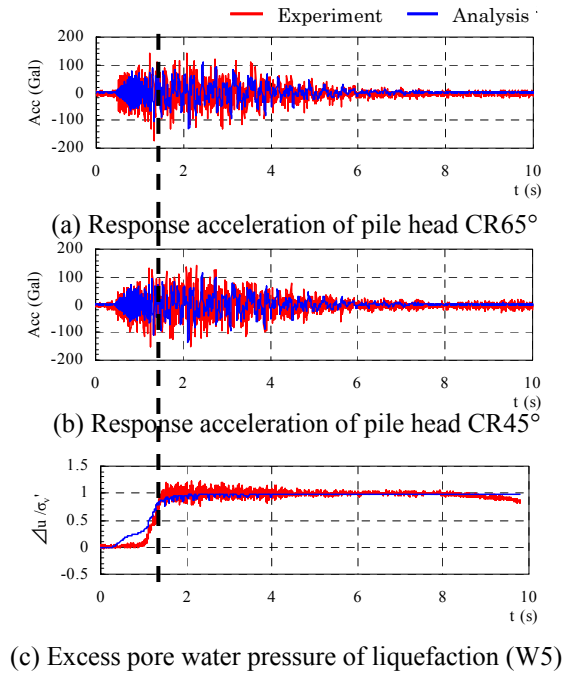 Experiment Analysis
200
100
0
-100
-200
Acc (Gal)
0 2 4 6 8 10
t (s)
(a) Response acceleration of pile head CR65°
200
100
0
-100
-200
Acc (Gal)
0 2 4 6 8 10
t (s)
(b) Response acceleration of pile head CR45°
1.5
1
0.5
0
-0.5
⊿u /σv'
0 2 4 6 8 10
t (s)
(c) Excess pore water pressure of liquefaction (W5)